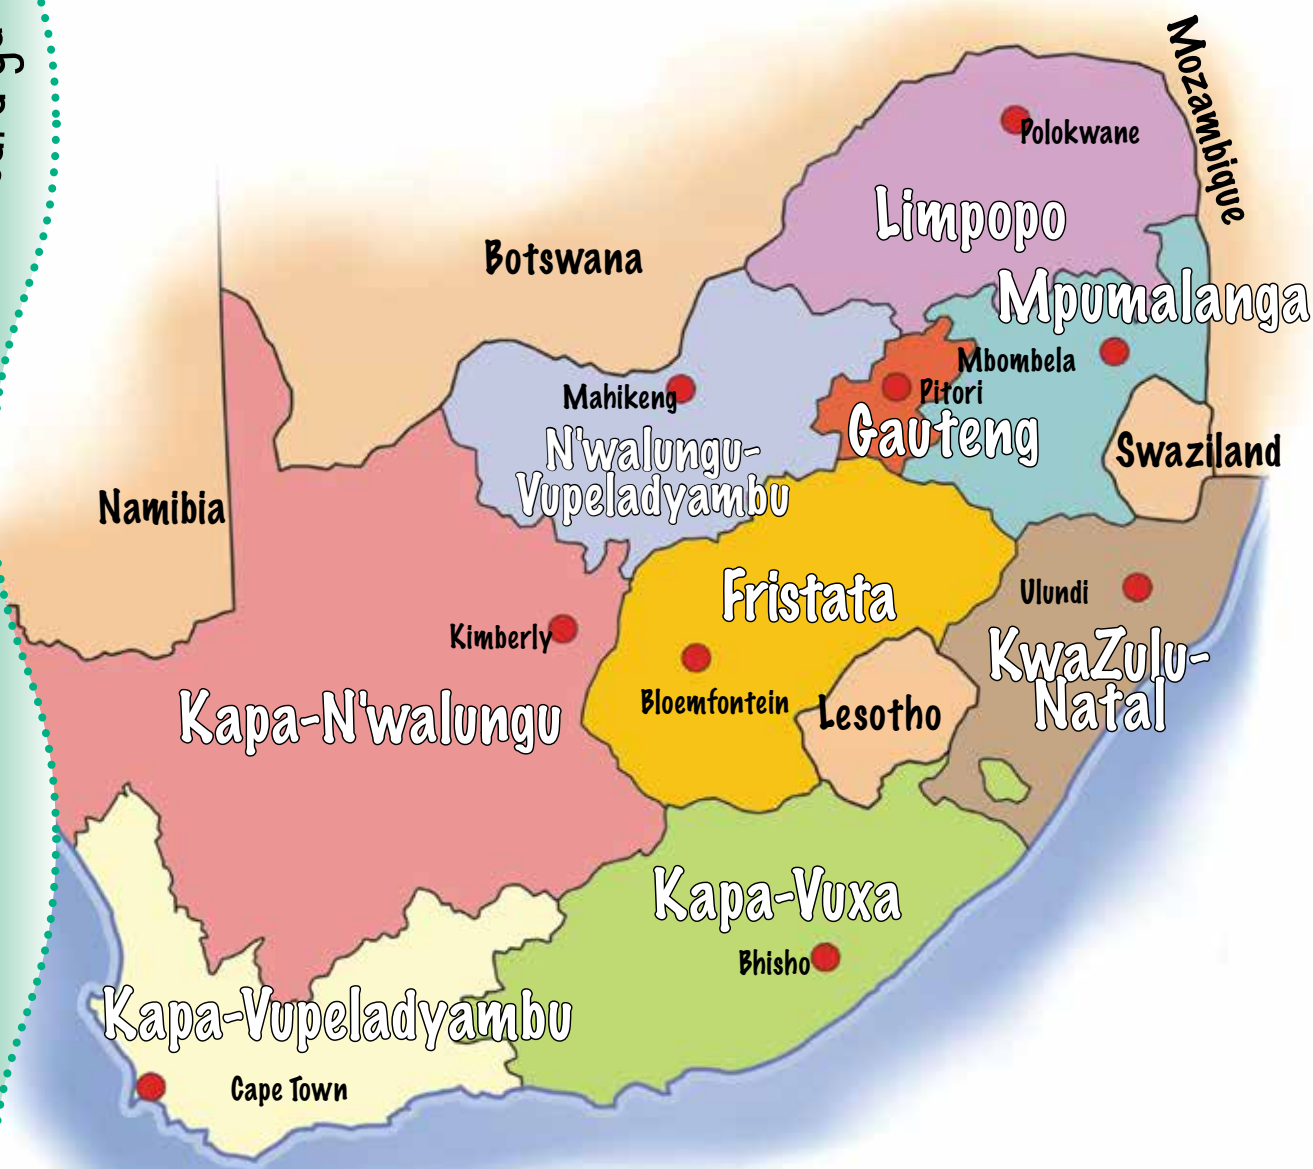 Mozambique
Polokwane
Limpopo
Botswana
Mpumalanga
Mbombela
Mahikeng
Pitori
Gauteng
N'walungu-
Vupeladyambu
Swaziland
Namibia
Fristata
Ulundi
Kimberly
KwaZulu-
Natal
Bloemfontein
Lesotho
Kapa-N'walungu
Kapa-Vuxa
Bhisho
Kapa-Vupeladyambu
Cape Town